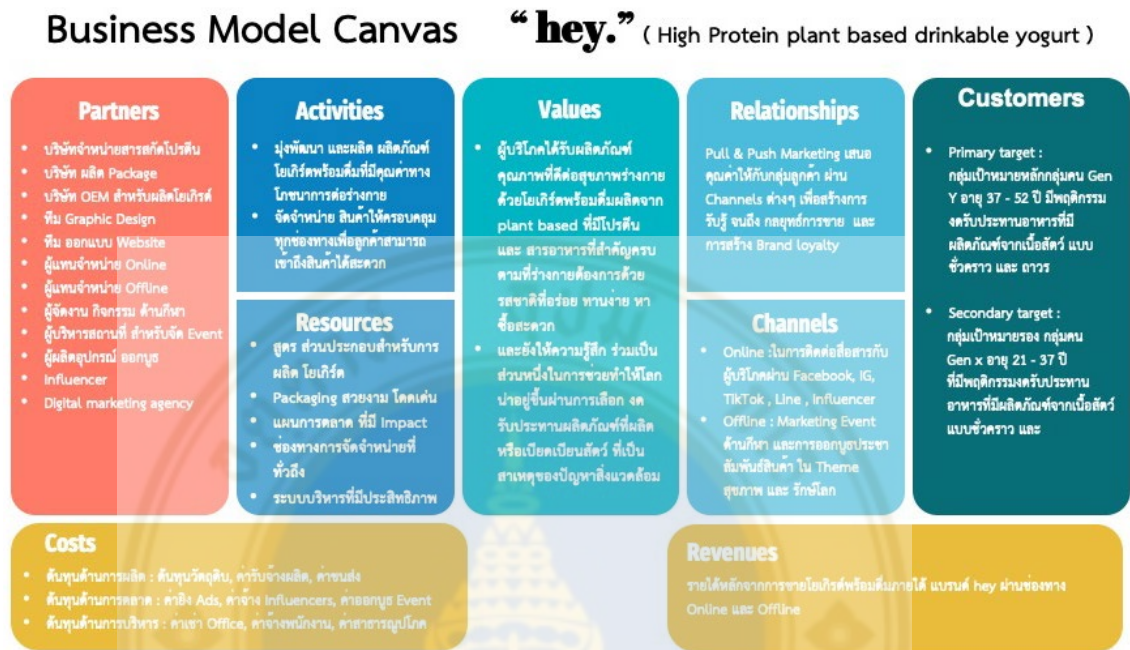 Business Model Canvas “hey.” ( High Protein plant based drinkable yogurt )
Partners
• บริษัทจำหน่ายสารสกัดโปรตีน
• บริษัท ผลิต Package
• บริษัท OEM สำหรับผลิตโยเกิรต์
• ทีม Graphic Design
• ทีม ออกแบบ Website
• ผู้แทนจำหน่าย Online
• ผู้แทนจำหน่าย Offline
• ผู้จัดงาน กิจกรรม ด้านกีฬา
• ผู้บริหารสถานที่ สำหรับจัด Event
• ผู้ผลิตอุปกรณ์ ออกบูธ
• Influencer
• Digital marketing agency
Activities
• มุ่งพัฒนา และผลิต ผลิตภัณฑ์
โยเกิร์ตพร้อมดื่มที่มีคุณค่าทาง
โภชนาการต่อร่างกาย
• จัดจำหน่าย สินค้าให้ครอบคลุม
ทุกช่องทางเพื่อลูกค้าสามารถ
เข้าถึงสินค้าได้สะดวก
Resources
• สูตร ส่วนประกอบสำหรับการ
ผลิต โยเกิร์ต
• Packaging สวยงาม โดดเด่น
• แผนการตลาด ที่มี Impact
• ช่องทางการจัดจำหน่ายที่
ทั่วถึง
• ระบบบริหารที่มีประสิทธิภาพ
Values
• ผู้บริโภคได้รับผลิตภัณฑ์
คุณภาพที่ดีต่อสุขภาพร่างกาย
ด้วยโยเกิร์ตพร้อมดื่มผลิตจาก
plant based ที่มีโปรตีน
และ สารอาหารที่สำคัญครบ
ตามที่ร่างกายต้องการด้วย
รสชาติที่อร่อย ทานง่าย หา
ซื้อสะดวก
• และยังให้ความรู้สึก ร่วมเป็น
ส่วนหนึ่งในการช่วยทำให้โลก
น่าอยู่ขึ้นผ่านการเลือก งด
รับประทานผลิตภัณฑ์ที่ผลิต
หรือเบียดเบียนสัตว์ ที่เป็น
สาเหตุของปัญหาสิ่งแวดล้อม
Relationships
Pull & Push Marketing เสนอ
คุณค่าให้กับกลุ่มลูกค้า ผ่าน
Channels ต่างๆ เพื่อสร้างการ
รับรู้ จนถึง กลยุทธ์การขาย และ
การสร้าง Brand loyalty
Channels
• Online :ในการติดต่อสื่อสารกับ
ผู้บริโภคผ่าน Facebook, IG,
TikTok , Line , Influencer
• Offline : Marketing Event
ด้านกีฬา และการออกบูธประชา
สัมพันธ์สินค้า ใน Theme
สุขภาพ และ รักษ์โลก
Customers
• Primary target :
กลุ่มเป้าหมายหลักกลุ่มคน Gen
Y อายุ 37 - 52 ปี มีพฤติกรรม
งดรับประทานอาหารที่มี
ผลิตภัณฑ์จากเนื้อสัตว์ แบบ
ชั่วคราว และ ถาวร
• Secondary target :
กลุ่มเป้าหมายรอง กลุ่มคน
Gen x อายุ 21 - 37 ปี
ที่มีพฤติกรรมงดรับประทาน
อาหารที่มีผลิตภัณฑ์จากเนื้อสัตว์
แบบชั่วคราว และ
Costs
• ต้นทุนด้านการผลิต : ต้นทุนวัตถุดิบ, ค่ารับจ้างผลิต, ค่าขนส่ง
• ต้นทุนด้านการตลาด : ค่ายิง Ads, ค่าจ้าง Influencers, ค่าออกบูธ Event
• ต้นทุนด้านการบริหาร : ค่าเช่า Office, ค่าจ้างพนักงาน, ค่าสาธารณูปโภค
Revenues
รายได้หลักจากการขายโยเกิร์ตพร้อมดื่มภายใต้ แบรนด์ hey ผ่านช่องทาง
Online และ Offline